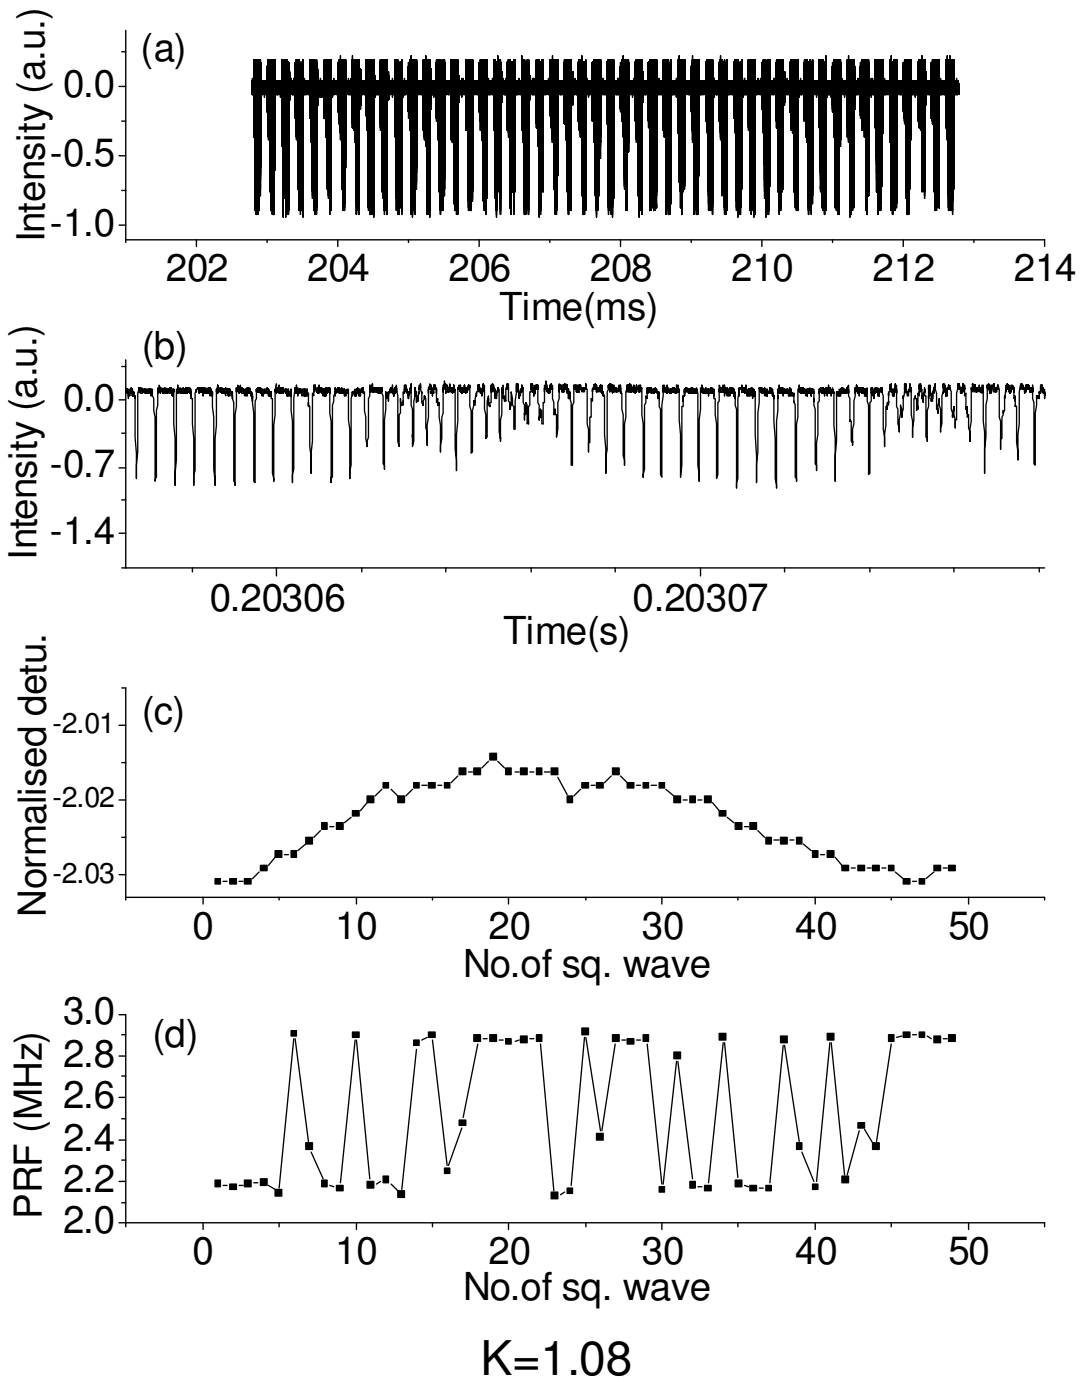 (a)
Intensity (a.u.)
0.0
-0.5
-1.0
202 204 206 208 210 212 214
Time(ms)
(b)
Intensity (a.u.)
0.0
-0.7
-1.4
0.20306 0.20307
Time(s)
(c)
Normalised detu.
-2.01
-2.02
-2.03
0 10 20 30 40 50
No.of sq. wave
(d)
PRF (MHz)
3.0
2.8
2.6
2.4
2.2
2.0
0 10 20 30 40 50
No.of sq. wave
K=1.08